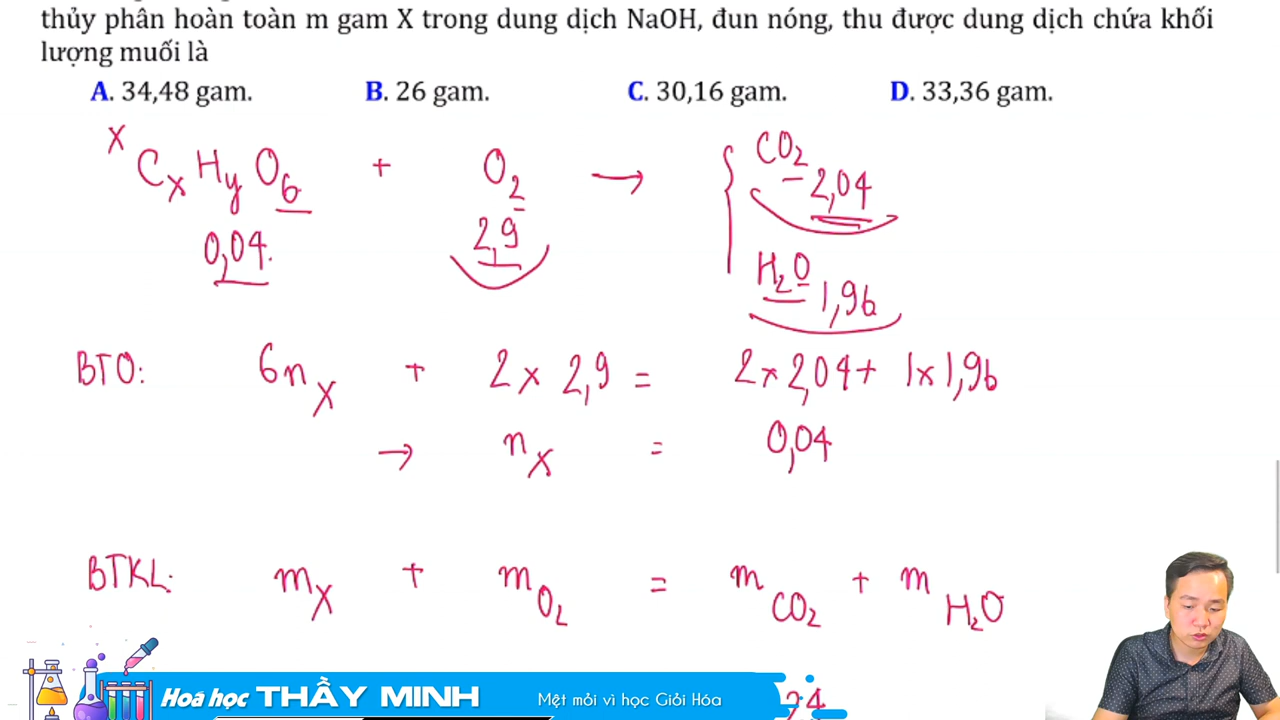 thủy phân hoàn toàn m gam X trong dung dịch NaOH, đun nóng, thu được dung dịch chứa khối
lượng muối là
A. 34,48 gam. B. 26 gam. C. 30,16 gam. D. 33,36 gam.
X CxHyO6 + O2 → { CO2 2,04
0,04 2,9 H2O 1,96
BTO: 6nX + 2 x 2,9 = 2 x 2,04 + 1 x 1,96
→ nX = 0,04
BTKL: mX + mO2 = mCO2 + mH2O
Hoá học THẦY MINH Mệt mỏi vì học Giỏi Hóa